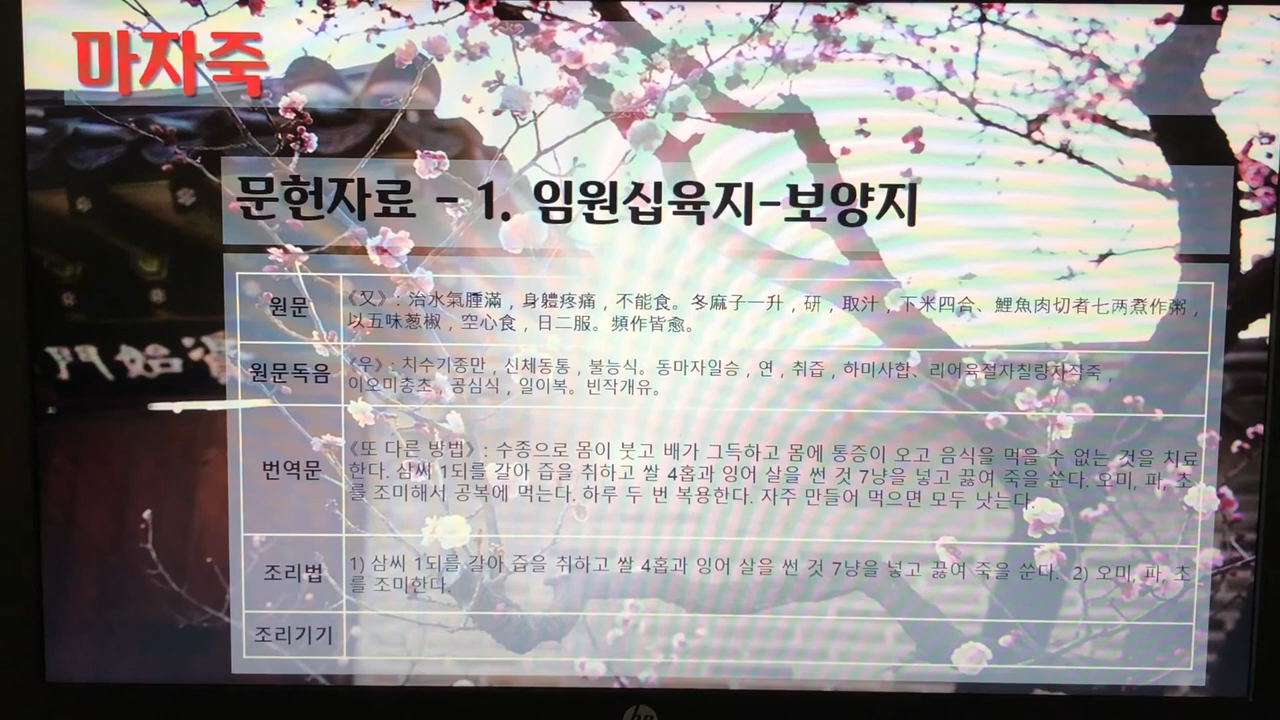 마자죽
문헌자료 - 1. 임원십육지-보양지
원문
《又》: 治水氣腫滿, 身體疼痛, 不能食。冬麻子一升, 研, 取汁, 下米四合、鯉魚肉切者七两煮作粥,
以五味葱椒, 空心食, 日二服。頻作皆愈。
원문독음
《우》: 치수기종만, 신체동통, 불능식。동마자일승, 연, 취즙, 하미사합、리어육절자칠량자작죽,
이오미총초, 공심식, 일이복。빈작개유。
번역문
《또 다른 방법》: 수종으로 몸이 붓고 배가 그득하고 몸에 통증이 오고 음식을 먹을 수 없는 것을 치료
한다. 삼씨 1되를 갈아 즙을 취하고 쌀 4홉과 잉어 살을 썬 것 7냥을 넣고 끓여 죽을 쑨다. 오미, 파, 초
를 조미해서 공복에 먹는다. 하루 두 번 복용한다. 자주 만들어 먹으면 모두 낫는다.
조리법
1) 삼씨 1되를 갈아 즙을 취하고 쌀 4홉과 잉어 살을 썬 것 7냥을 넣고 끓여 죽을 쑨다. 2) 오미, 파, 초
를 조미한다.
조리기기
門
hp